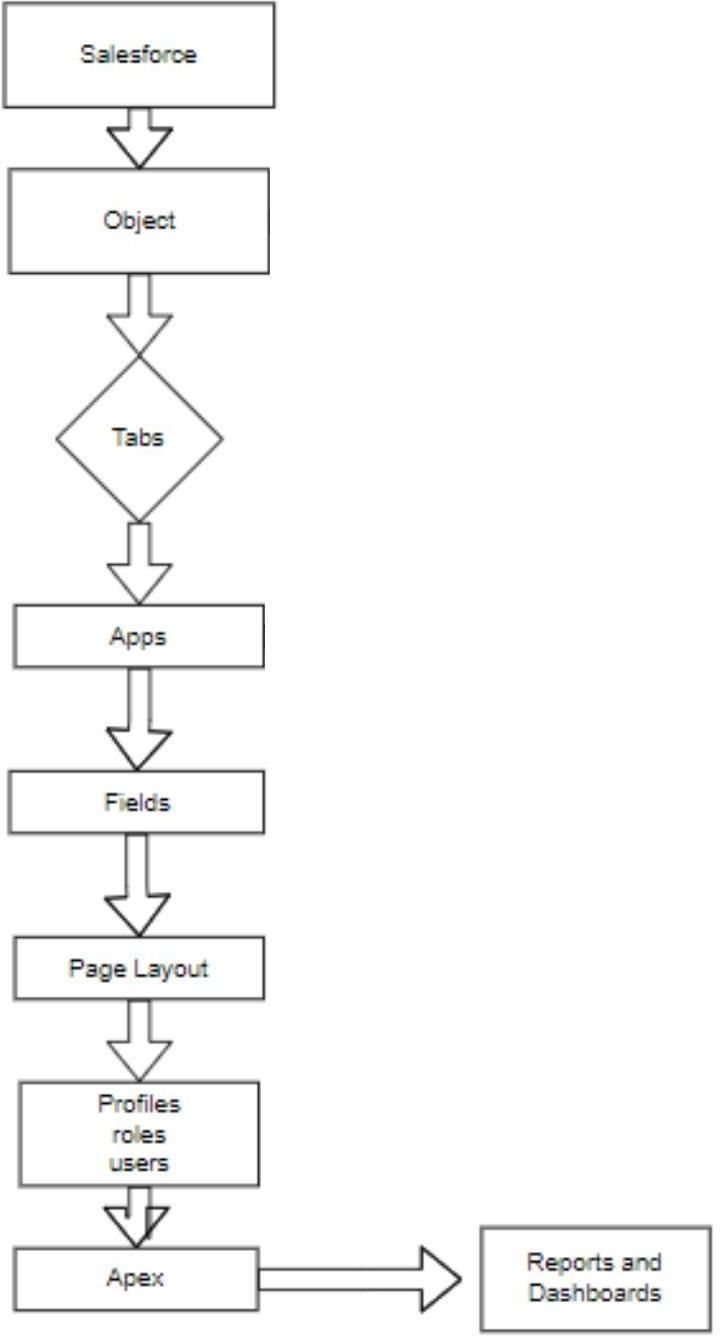 Salesforce
Object
Tabs
Apps
Fields
Page Layout
Profiles
roles
users
Apex
Reports and
Dashboards